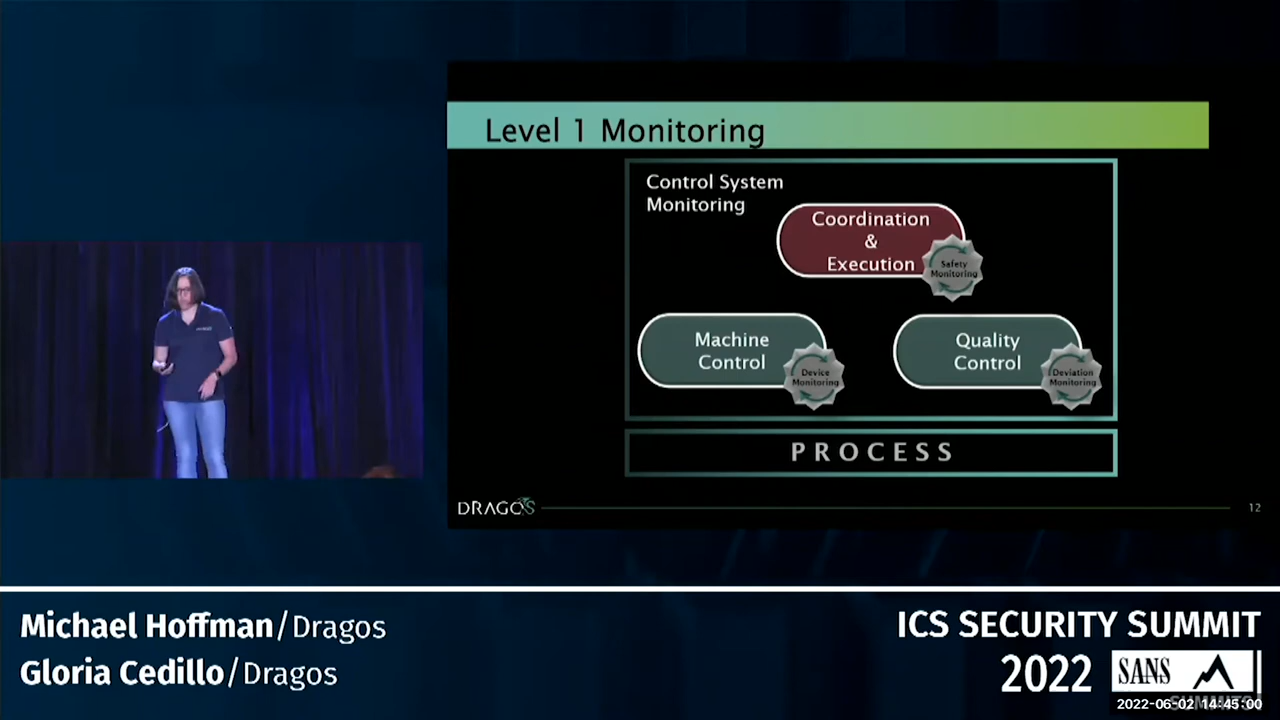 Level 1 Monitoring
Control System
Monitoring
Coordination
&
Execution
Safety
Monitoring
Machine
Control
Device
Monitoring
Quality
Control
Deviation
Monitoring
PROCESS
DRAGOS
12
Michael Hoffman/Dragos
Gloria Cedillo/Dragos
ICS SECURITY SUMMIT
2022
SANS
SUMMITS
2022-06-02 14:45:00